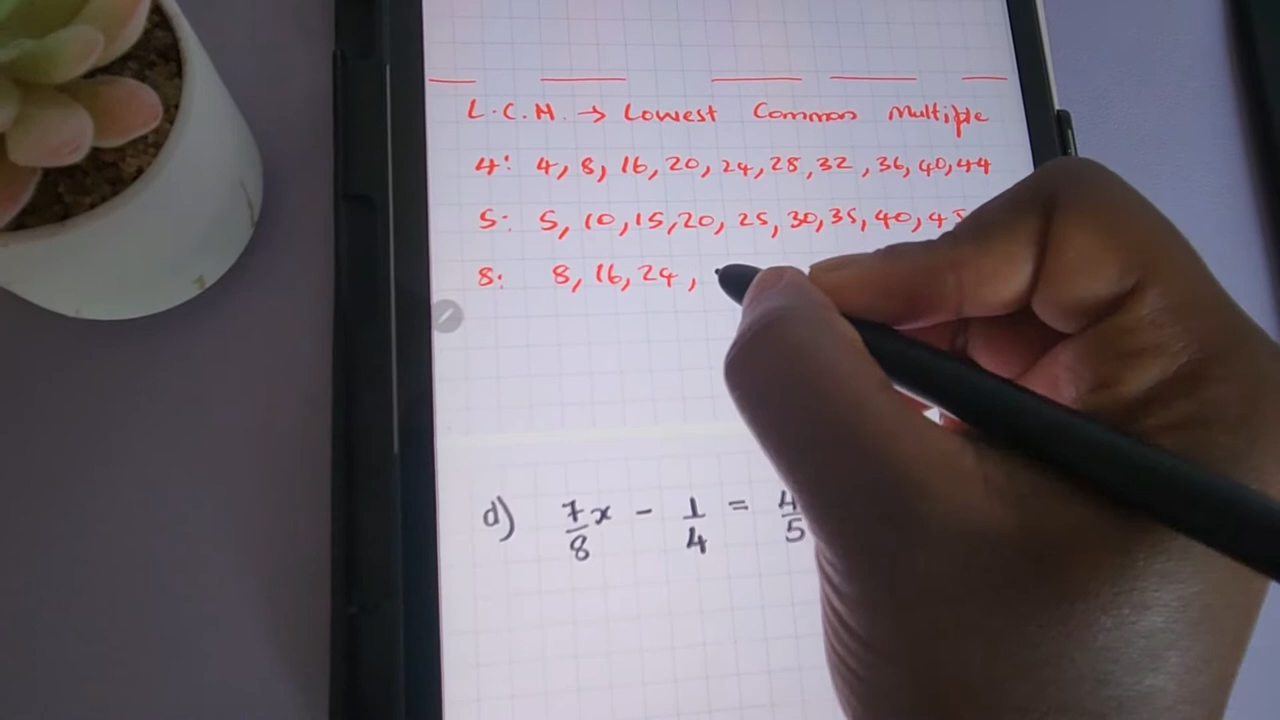 L.C.M. → Lowest Common Multiple
4: 4, 8, 16, 20, 24, 28, 32, 36, 40, 44
5: 5, 10, 15, 20, 25, 30, 35, 40, 45
8: 8, 16, 24,
d) 7/8 x - 1/4 = 4/5